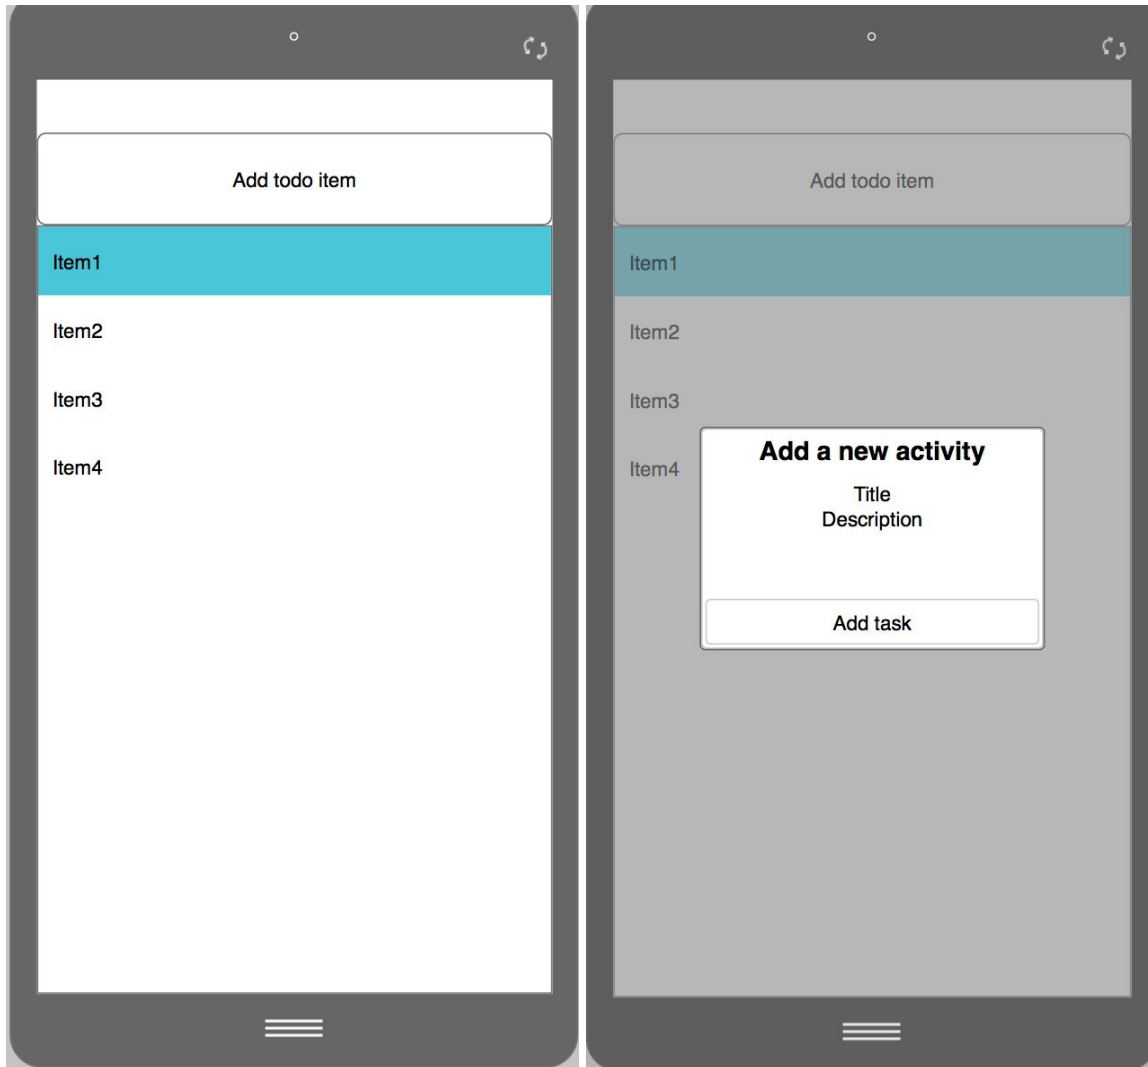 Add todo item
Item1
Item2
Item3
Item4
Add todo item
Item1
Item2
Item3
Item4
Add a new activity
Title
Description
Add task